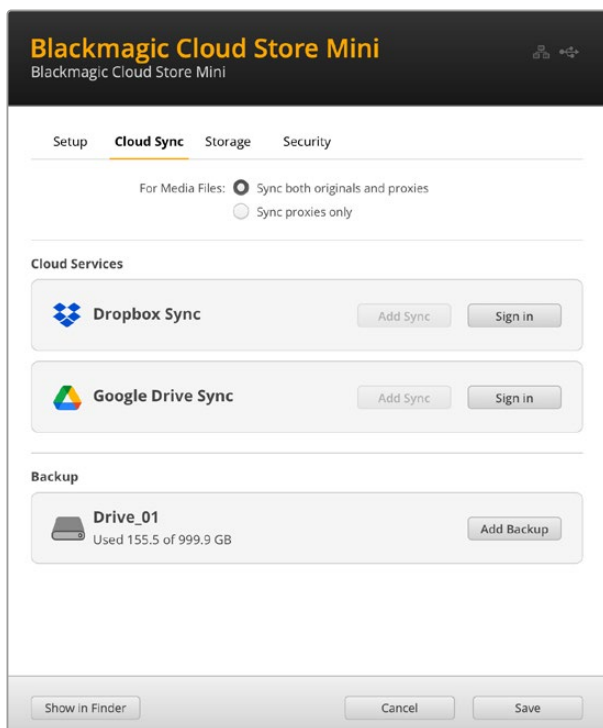 Blackmagic Cloud Store Mini
Blackmagic Cloud Store Mini
Setup Cloud Sync Storage Security
For Media Files: Sync both originals and proxies
Sync proxies only
Cloud Services
Dropbox Sync Add Sync Sign in
Google Drive Sync Add Sync Sign in
Backup
Drive_01
Used 155.5 of 999.9 GB Add Backup
Show in Finder Cancel Save